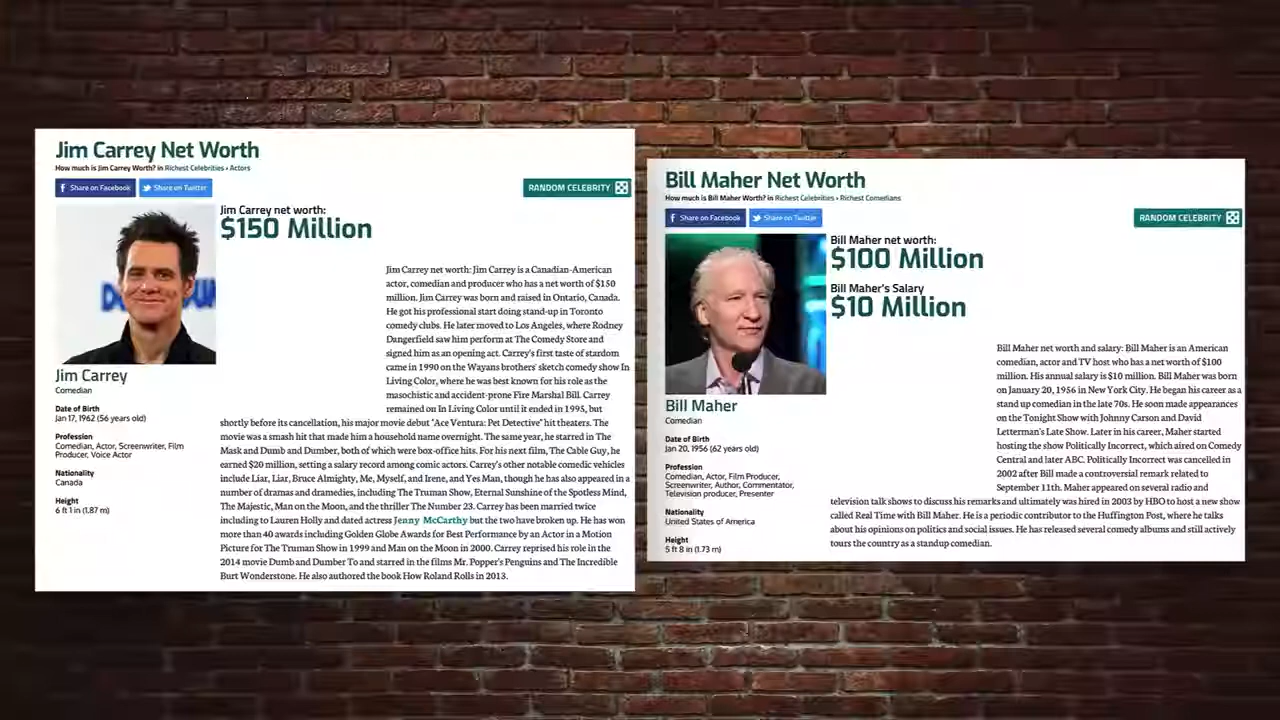 Jim Carrey Net Worth
How much is Jim Carrey Worth? in Richest Celebrities › Actors
Share on Facebook
Share on Twitter
RANDOM CELEBRITY
Jim Carrey net worth:
$150 Million
Jim Carrey net worth: Jim Carrey is a Canadian-American
actor, comedian and producer who has a net worth of $150
million. Jim Carrey was born and raised in Ontario, Canada.
He got his professional start doing stand-up in Toronto
comedy clubs. He later moved to Los Angeles, where Rodney
Dangerfield saw him perform at The Comedy Store and
signed him as an opening act. Carrey's first taste of stardom
came in 1990 on the Wayans brothers' sketch comedy show In
Living Color, where he was best known for his role as the
masochistic and accident-prone Fire Marshal Bill. Carrey
remained on In Living Color until it ended in 1995, but
shortly before its cancellation, his major movie debut "Ace Ventura: Pet Detective" hit theaters. The
movie was a smash hit that made him a household name overnight. The same year, he starred in The
Mask and Dumb and Dumber, both of which were box-office hits. For his next film, The Cable Guy, he
earned $20 million, setting a salary record among comic actors. Carrey's other notable comedic vehicles
include Liar, Liar, Bruce Almighty, Me, Myself, and Irene, and Yes Man, though he has also appeared in a
number of dramas and dramedies, including The Truman Show, Eternal Sunshine of the Spotless Mind,
The Majestic, Man on the Moon, and the thriller The Number 23. Carrey has been married twice
including to Lauren Holly and dated actress Jenny McCarthy but the two have broken up. He has won
more than 40 awards including Golden Globe Awards for Best Performance by an Actor in a Motion
Picture for The Truman Show in 1999 and Man on the Moon in 2000. Carrey reprised his role in the
2014 movie Dumb and Dumber To and starred in the films Mr. Popper's Penguins and The Incredible
Burt Wonderstone. He also authored the book How Roland Rolls in 2013.
Jim Carrey
Comedian
Date of Birth
Jan 17, 1962 (56 years old)
Profession
Comedian, Actor, Screenwriter, Film
Producer, Voice Actor
Nationality
Canada
Height
6 ft 1 in (1.87 m)
Bill Maher Net Worth
How much is Bill Maher Worth? in Richest Celebrities › Richest Comedians
Share on Facebook
Share on Twitter
RANDOM CELEBRITY
Bill Maher net worth:
$100 Million
Bill Maher's Salary
$10 Million
Bill Maher net worth and salary: Bill Maher is an American
comedian, actor and TV host who has a net worth of $100
million. His annual salary is $10 million. Bill Maher was born
on January 20, 1956 in New York City. He began his career as a
stand up comedian in the late 70s. He soon made appearances
on the Tonight Show with Johnny Carson and David
Letterman's Late Show. Later in his career, Maher started
hosting the show Politically Incorrect, which aired on Comedy
Central and later ABC. Politically Incorrect was cancelled in
2002 after Bill made a controversial remark related to
September 11th. Maher appeared on several radio and
television talk shows to discuss his remarks and ultimately was hired in 2003 by HBO to host a new show
called Real Time with Bill Maher. He is a periodic contributor to the Huffington Post, where he talks
about his opinions on politics and social issues. He has released several comedy albums and still actively
tours the country as a standup comedian.
Bill Maher
Comedian
Date of Birth
Jan 20, 1956 (62 years old)
Profession
Comedian, Actor, Film Producer,
Screenwriter, Author, Commentator,
Television producer, Presenter
Nationality
United States of America
Height
5 ft 8 in (1.73 m)